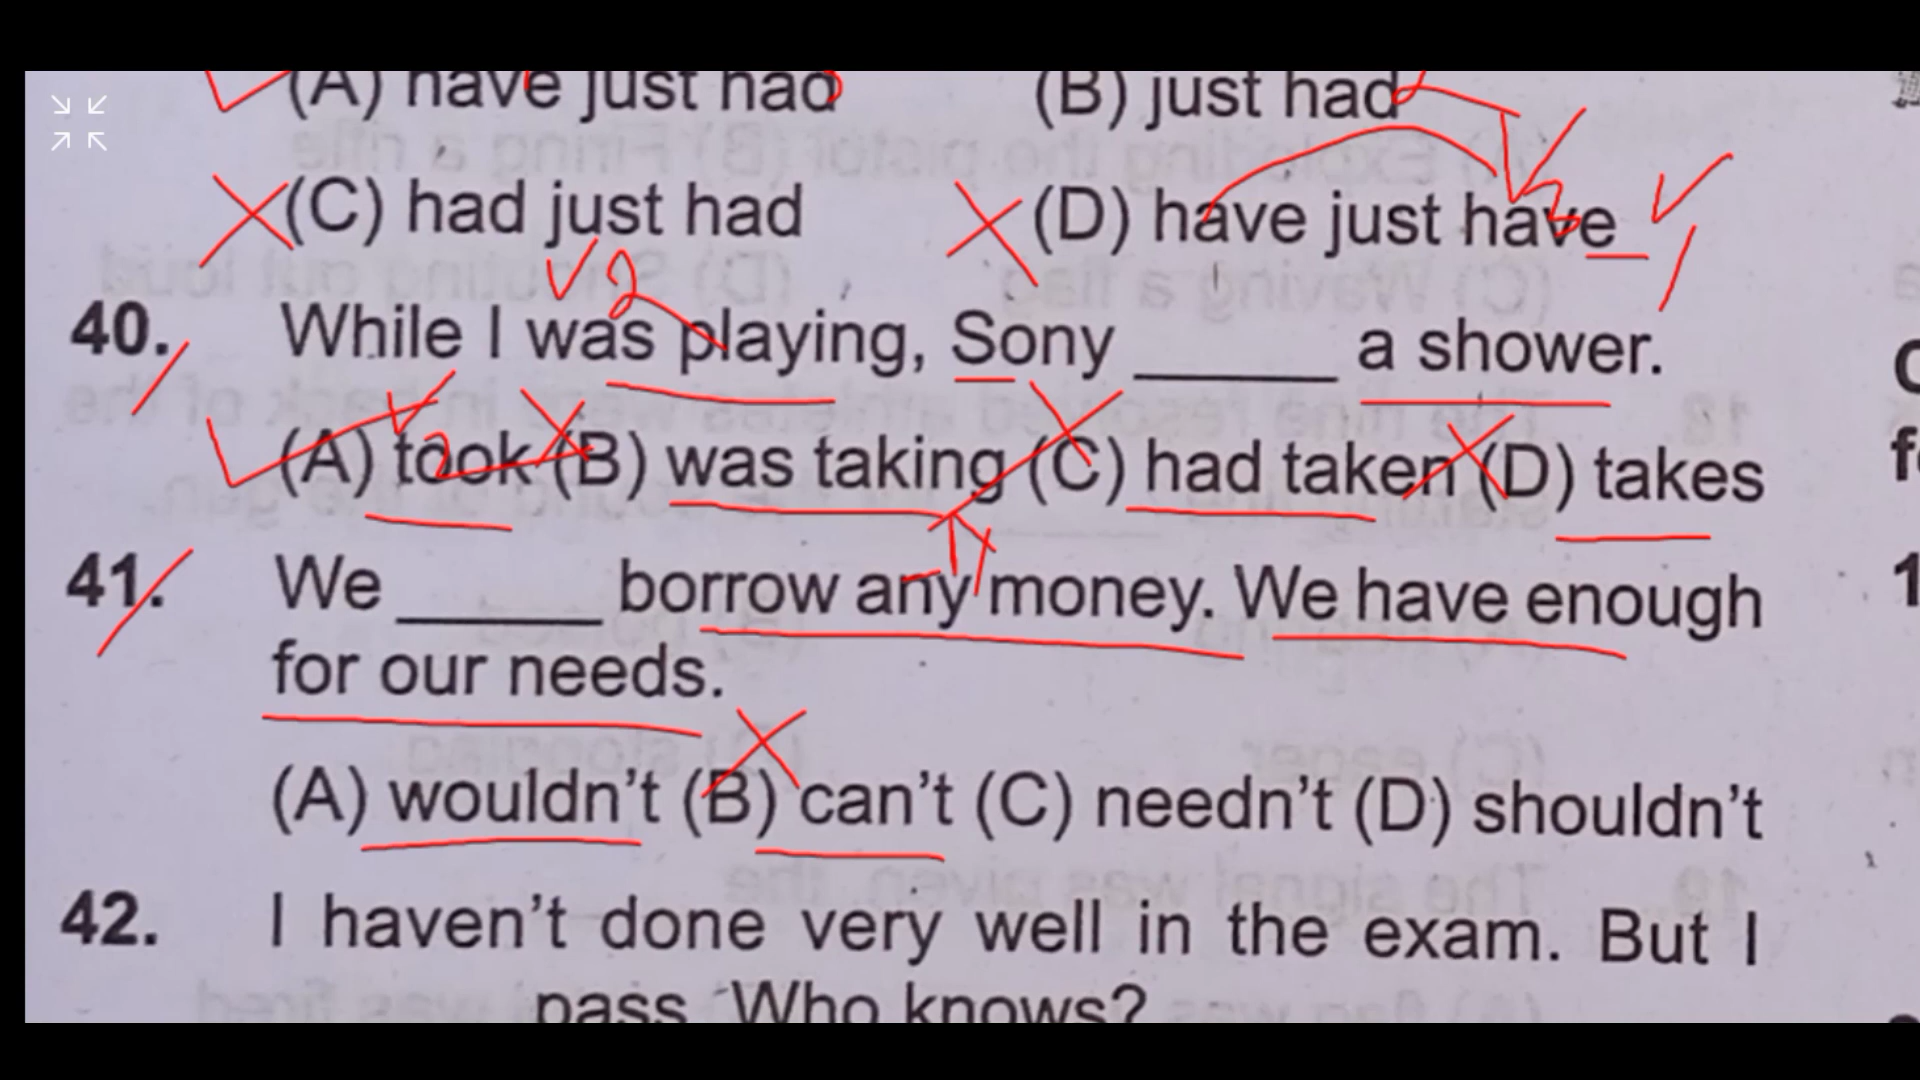 (A) have just had (B) just had
(C) had just had (D) have just have
40. While I was playing, Sony ______ a shower.
(A) took (B) was taking (C) had taken (D) takes
41. We ______ borrow any money. We have enough
for our needs.
(A) wouldn't (B) can't (C) needn't (D) shouldn't
42. I haven't done very well in the exam. But I
pass. Who knows?